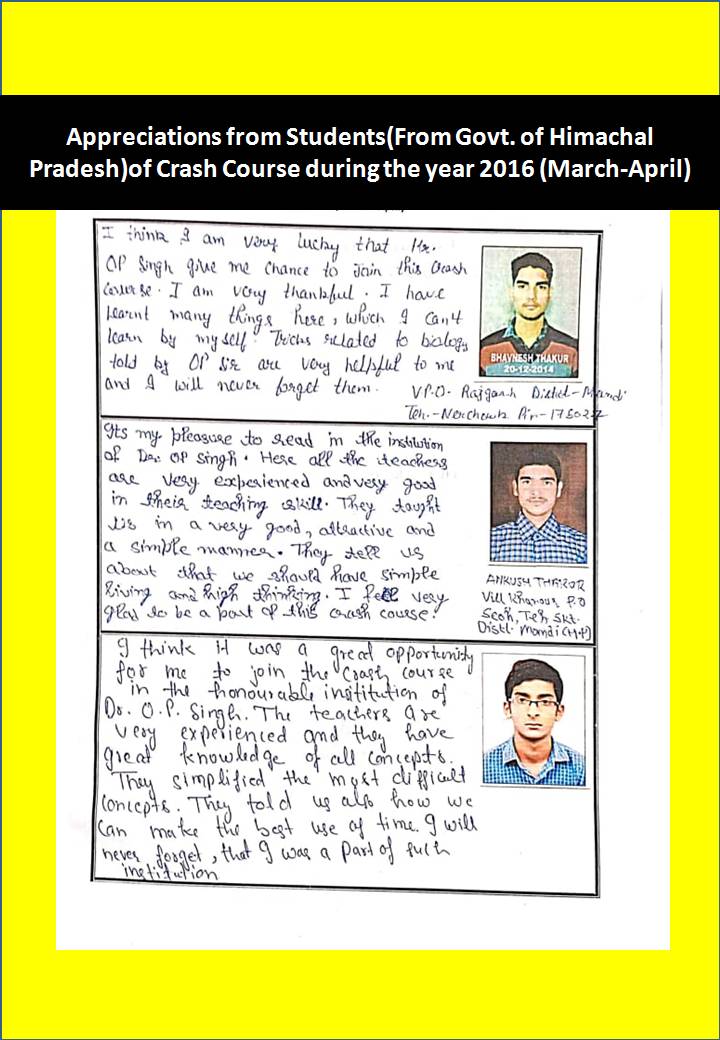 Appreciations from Students(From Govt. of Himachal
Pradesh)of Crash Course during the year 2016 (March-April)
I think I am very lucky that Mr.
OP Singh give me chance to join this crash
course. I am very thankful. I have
learnt many things here, which I can't
learn by myself. Tricks related to biology
told by OP Sir are very helpful to me
and I will never forget them.
BHAVNESH THAKUR
20-12-2014
V.P.O. Rajgarh Distict-Mandi
Teh.- Pin-175027
Its my pleasure to read in the institution
of Dr. OP Singh. Here all the teachers
are very experienced and very good
in their teaching skill. They taught
us in a very good, attractive and
a simple manner. They tell us
about that we should have simple
living and high thinking. I feel very
glad to be a part of this crash course.
ANKUSH THAKUR
Vill P.O
Teh
Distt. Mandi (H.P)
I think it was a great opportunity
for me to join the crash course
in the honourable institution of
Dr. O.P. Singh. The teachers are
very experienced and they have
great knowledge of all concepts.
They simplified the most difficult
concepts. They told us also how we
can make the best use of time. I will
never forget, that I was a part of such
institution